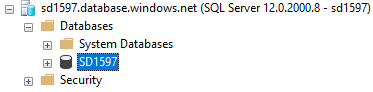 sd1597.database.windows.net (SQL Server 12.0.2000.8 - sd1597)
Databases
System Databases
SD1597
Security